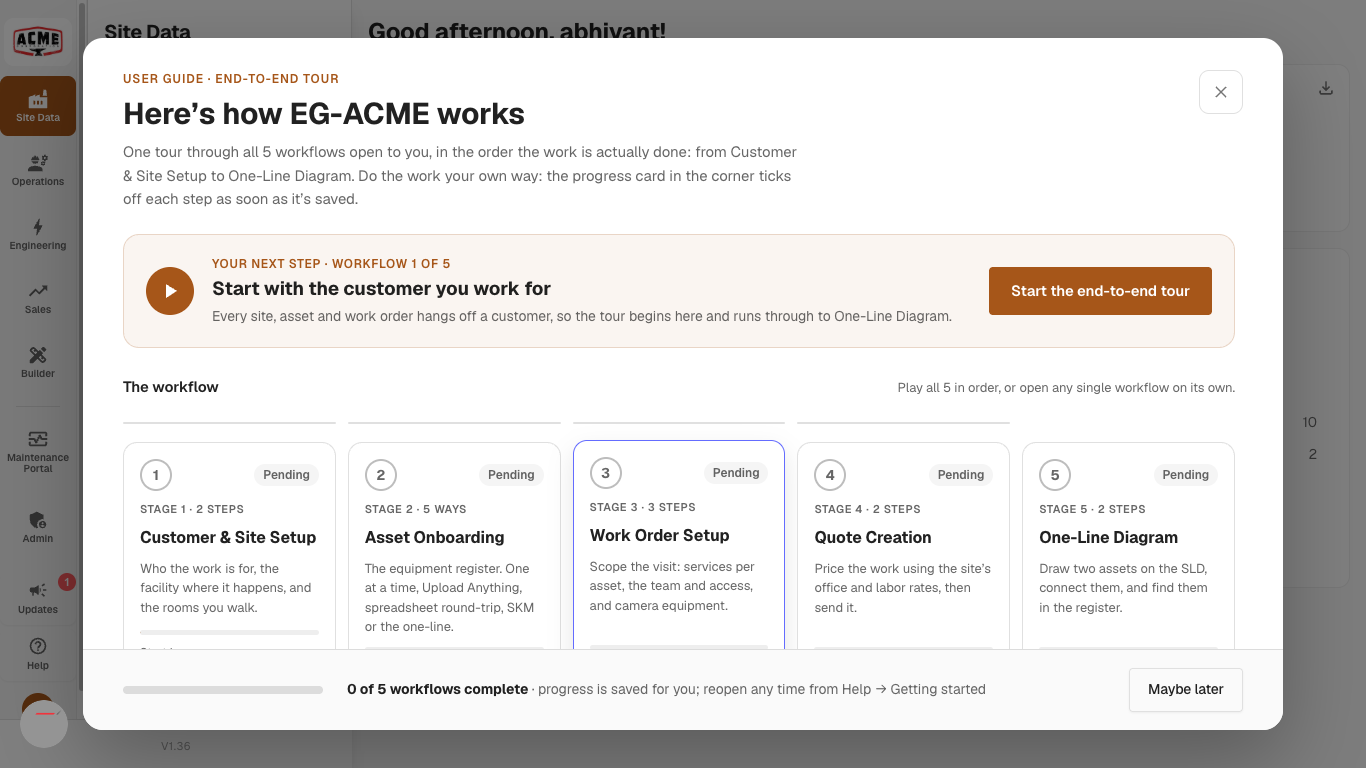 ACME
Site Data
Good afternoon, abhiyant!
Site Data
Operations
Engineering
Sales
Builder
Maintenance
Portal
Admin
1
Updates
Help
V1.36
10
2
USER GUIDE · END-TO-END TOUR
Here’s how EG-ACME works
One tour through all 5 workflows open to you, in the order the work is actually done: from Customer
& Site Setup to One-Line Diagram. Do the work your own way: the progress card in the corner ticks
off each step as soon as it’s saved.
YOUR NEXT STEP · WORKFLOW 1 OF 5
Start with the customer you work for
Every site, asset and work order hangs off a customer, so the tour begins here and runs through to One-Line Diagram.
Start the end-to-end tour
The workflow
Play all 5 in order, or open any single workflow on its own.
1
Pending
STAGE 1 · 2 STEPS
Customer & Site Setup
Who the work is for, the
facility where it happens, and
the rooms you walk.
2
Pending
STAGE 2 · 5 WAYS
Asset Onboarding
The equipment register. One
at a time, Upload Anything,
spreadsheet round-trip, SKM
or the one-line.
3
Pending
STAGE 3 · 3 STEPS
Work Order Setup
Scope the visit: services per
asset, the team and access,
and camera equipment.
4
Pending
STAGE 4 · 2 STEPS
Quote Creation
Price the work using the site’s
office and labor rates, then
send it.
5
Pending
STAGE 5 · 2 STEPS
One-Line Diagram
Draw two assets on the SLD,
connect them, and find them
in the register.
0 of 5 workflows complete · progress is saved for you; reopen any time from Help → Getting started
Maybe later